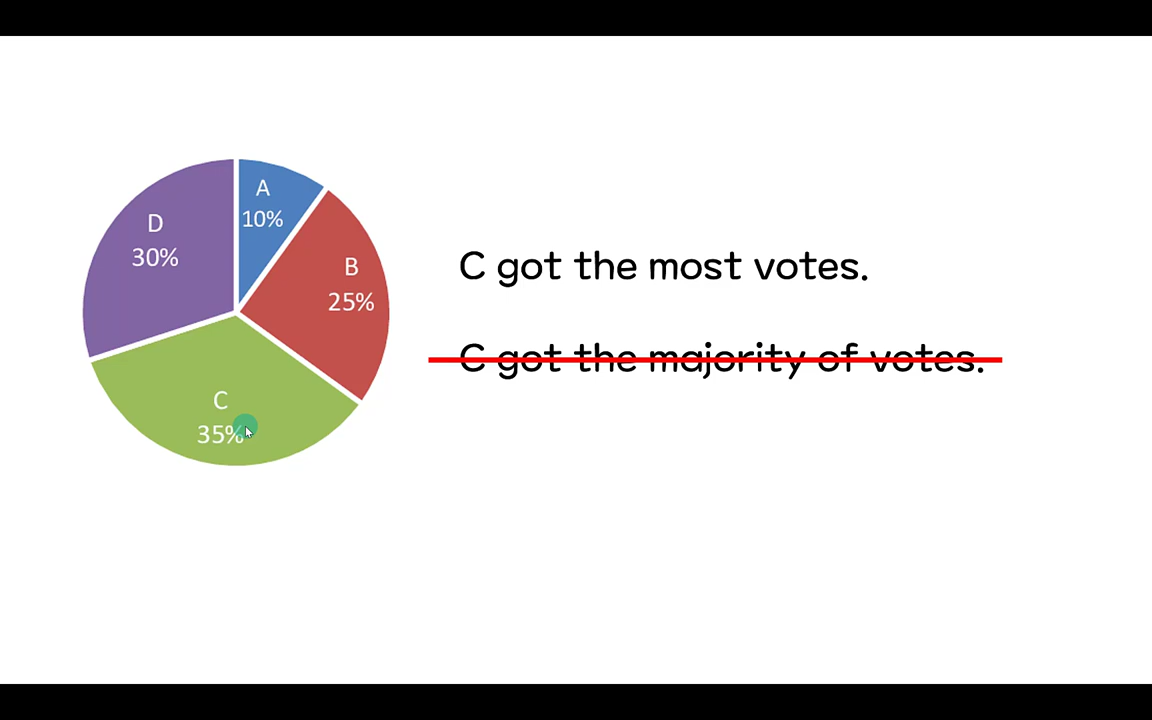 A
10%
D
30%
B
25%
C
35%
C got the most votes.
C got the majority of votes.